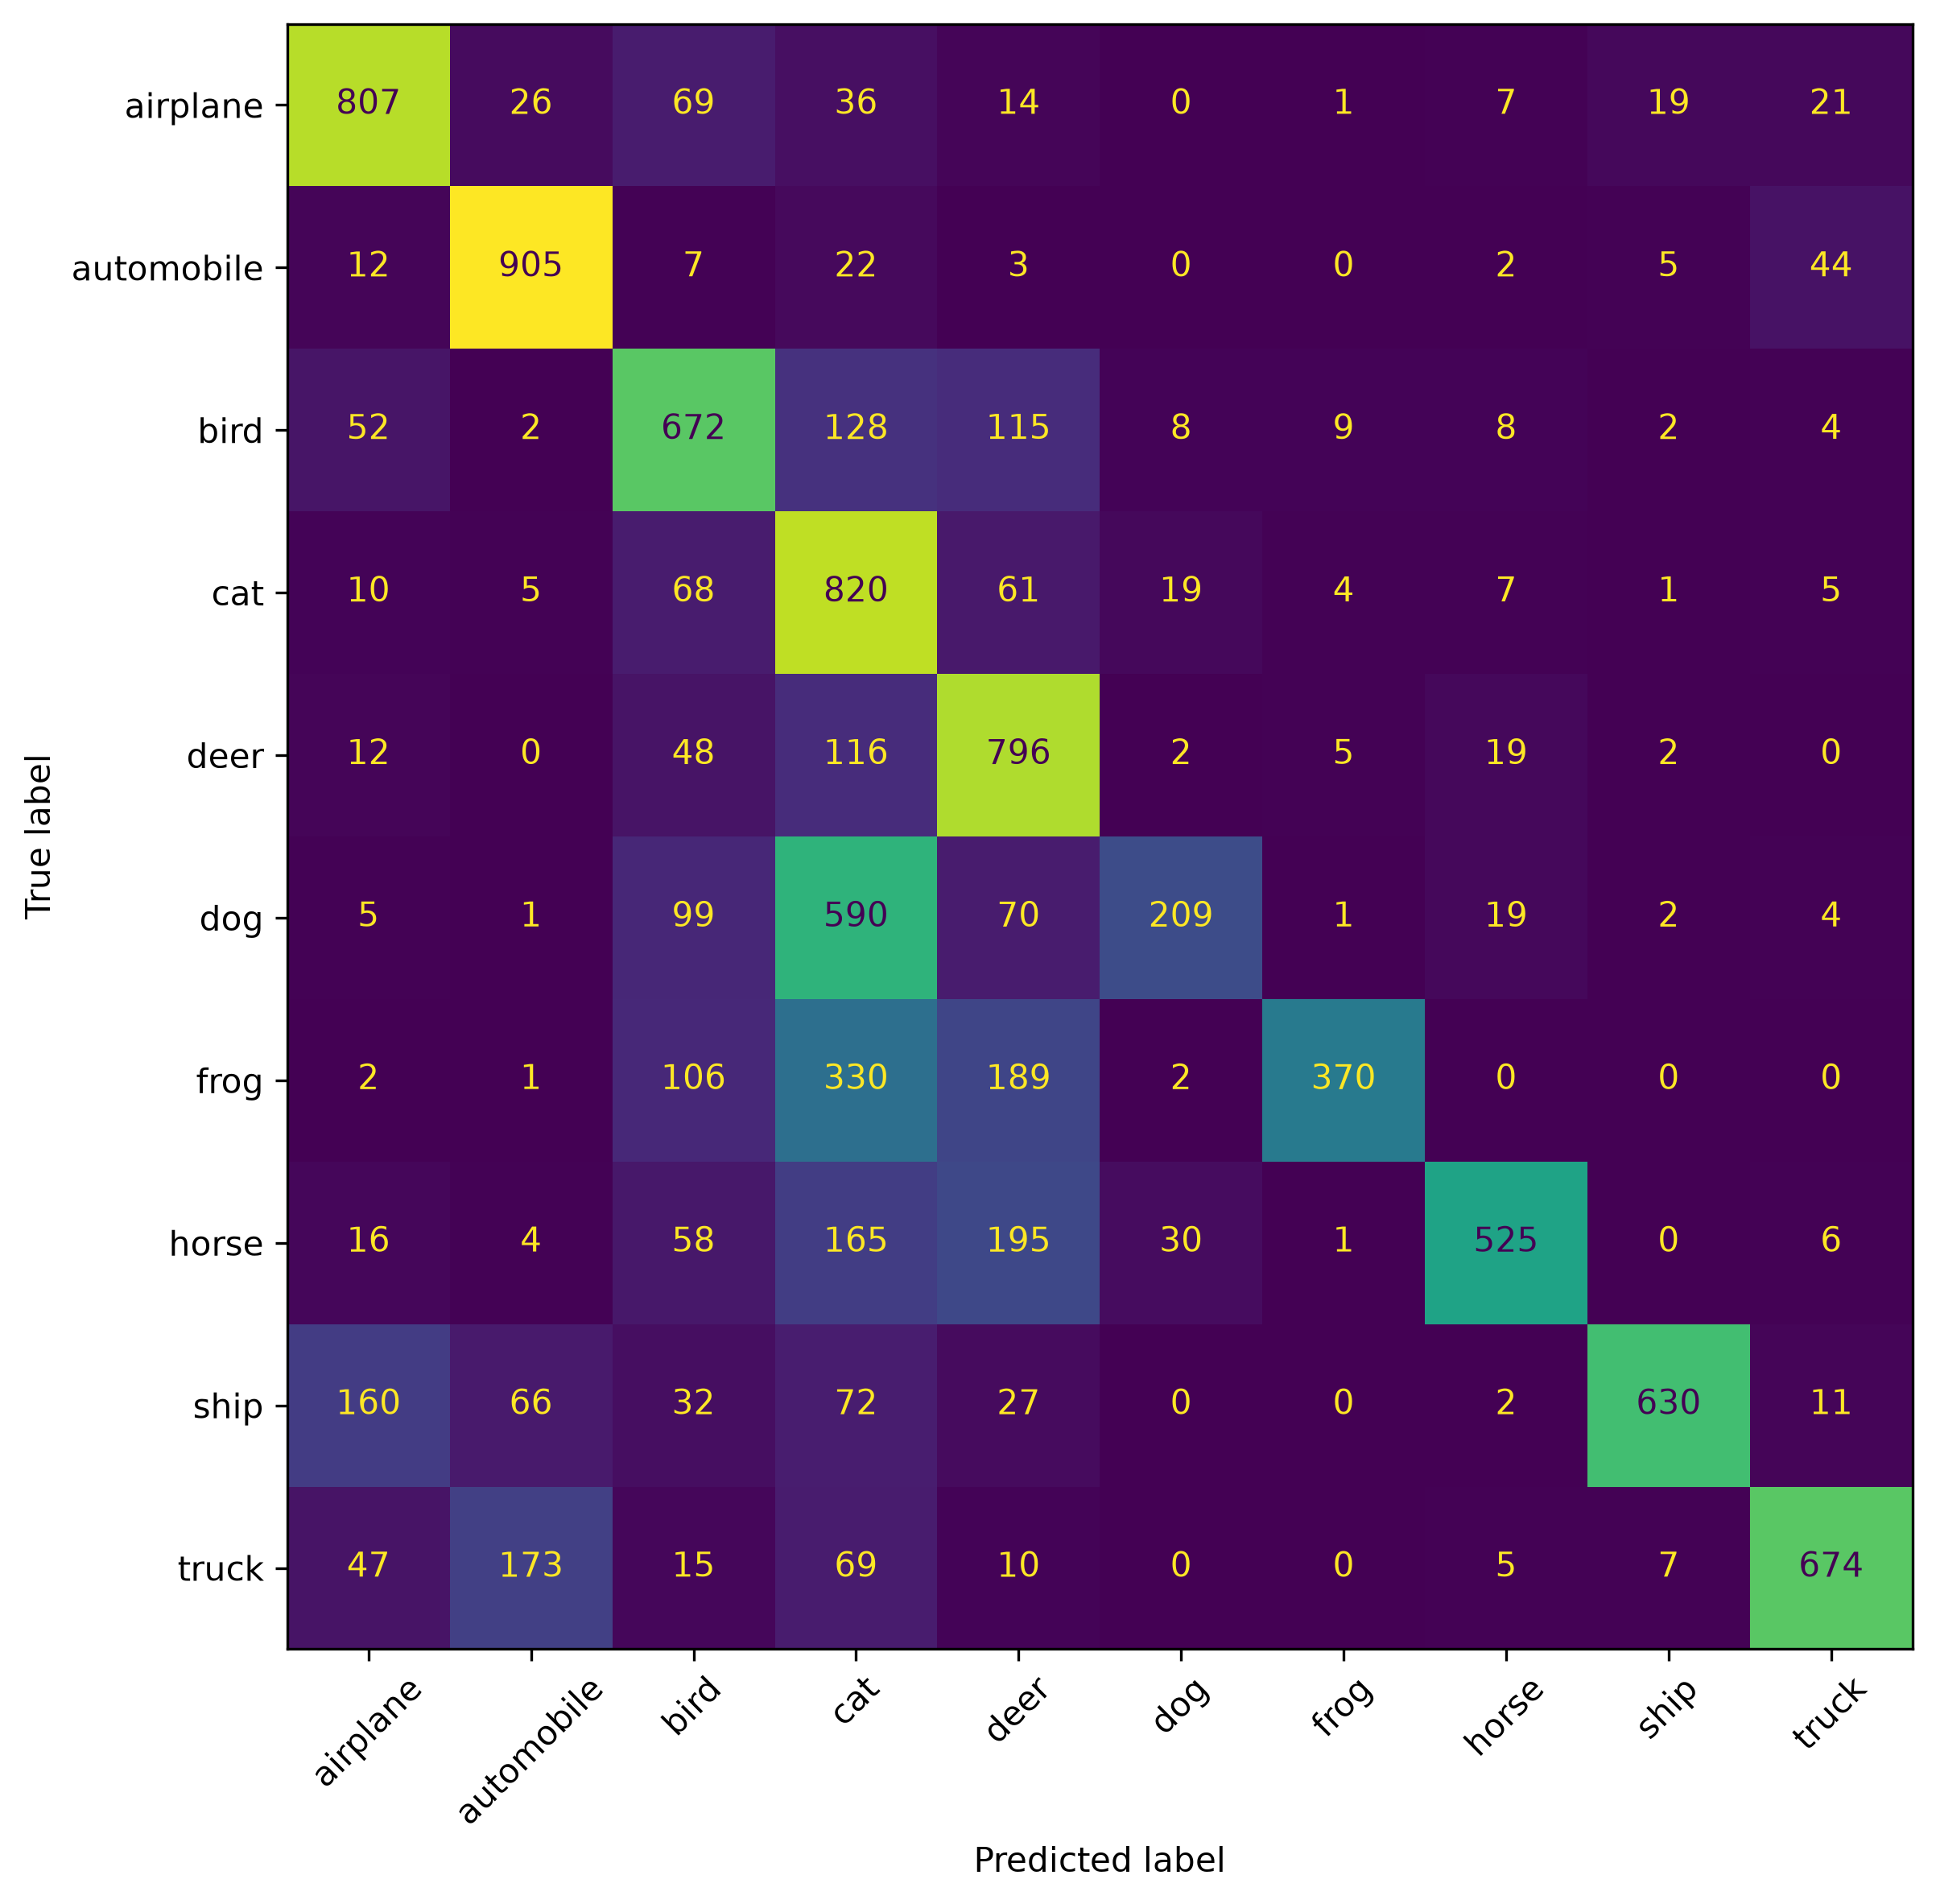 airplane 807 26 69 36 14 0 1 7 19 21
automobile 12 905 7 22 3 0 0 2 5 44
bird 52 2 672 128 115 8 9 8 2 4
cat 10 5 68 820 61 19 4 7 1 5
deer 12 0 48 116 796 2 5 19 2 0
dog 5 1 99 590 70 209 1 19 2 4
frog 2 1 106 330 189 2 370 0 0 0
horse 16 4 58 165 195 30 1 525 0 6
ship 160 66 32 72 27 0 0 2 630 11
truck 47 173 15 69 10 0 0 5 7 674
True label
airplane automobile bird cat deer dog frog horse ship truck
Predicted label